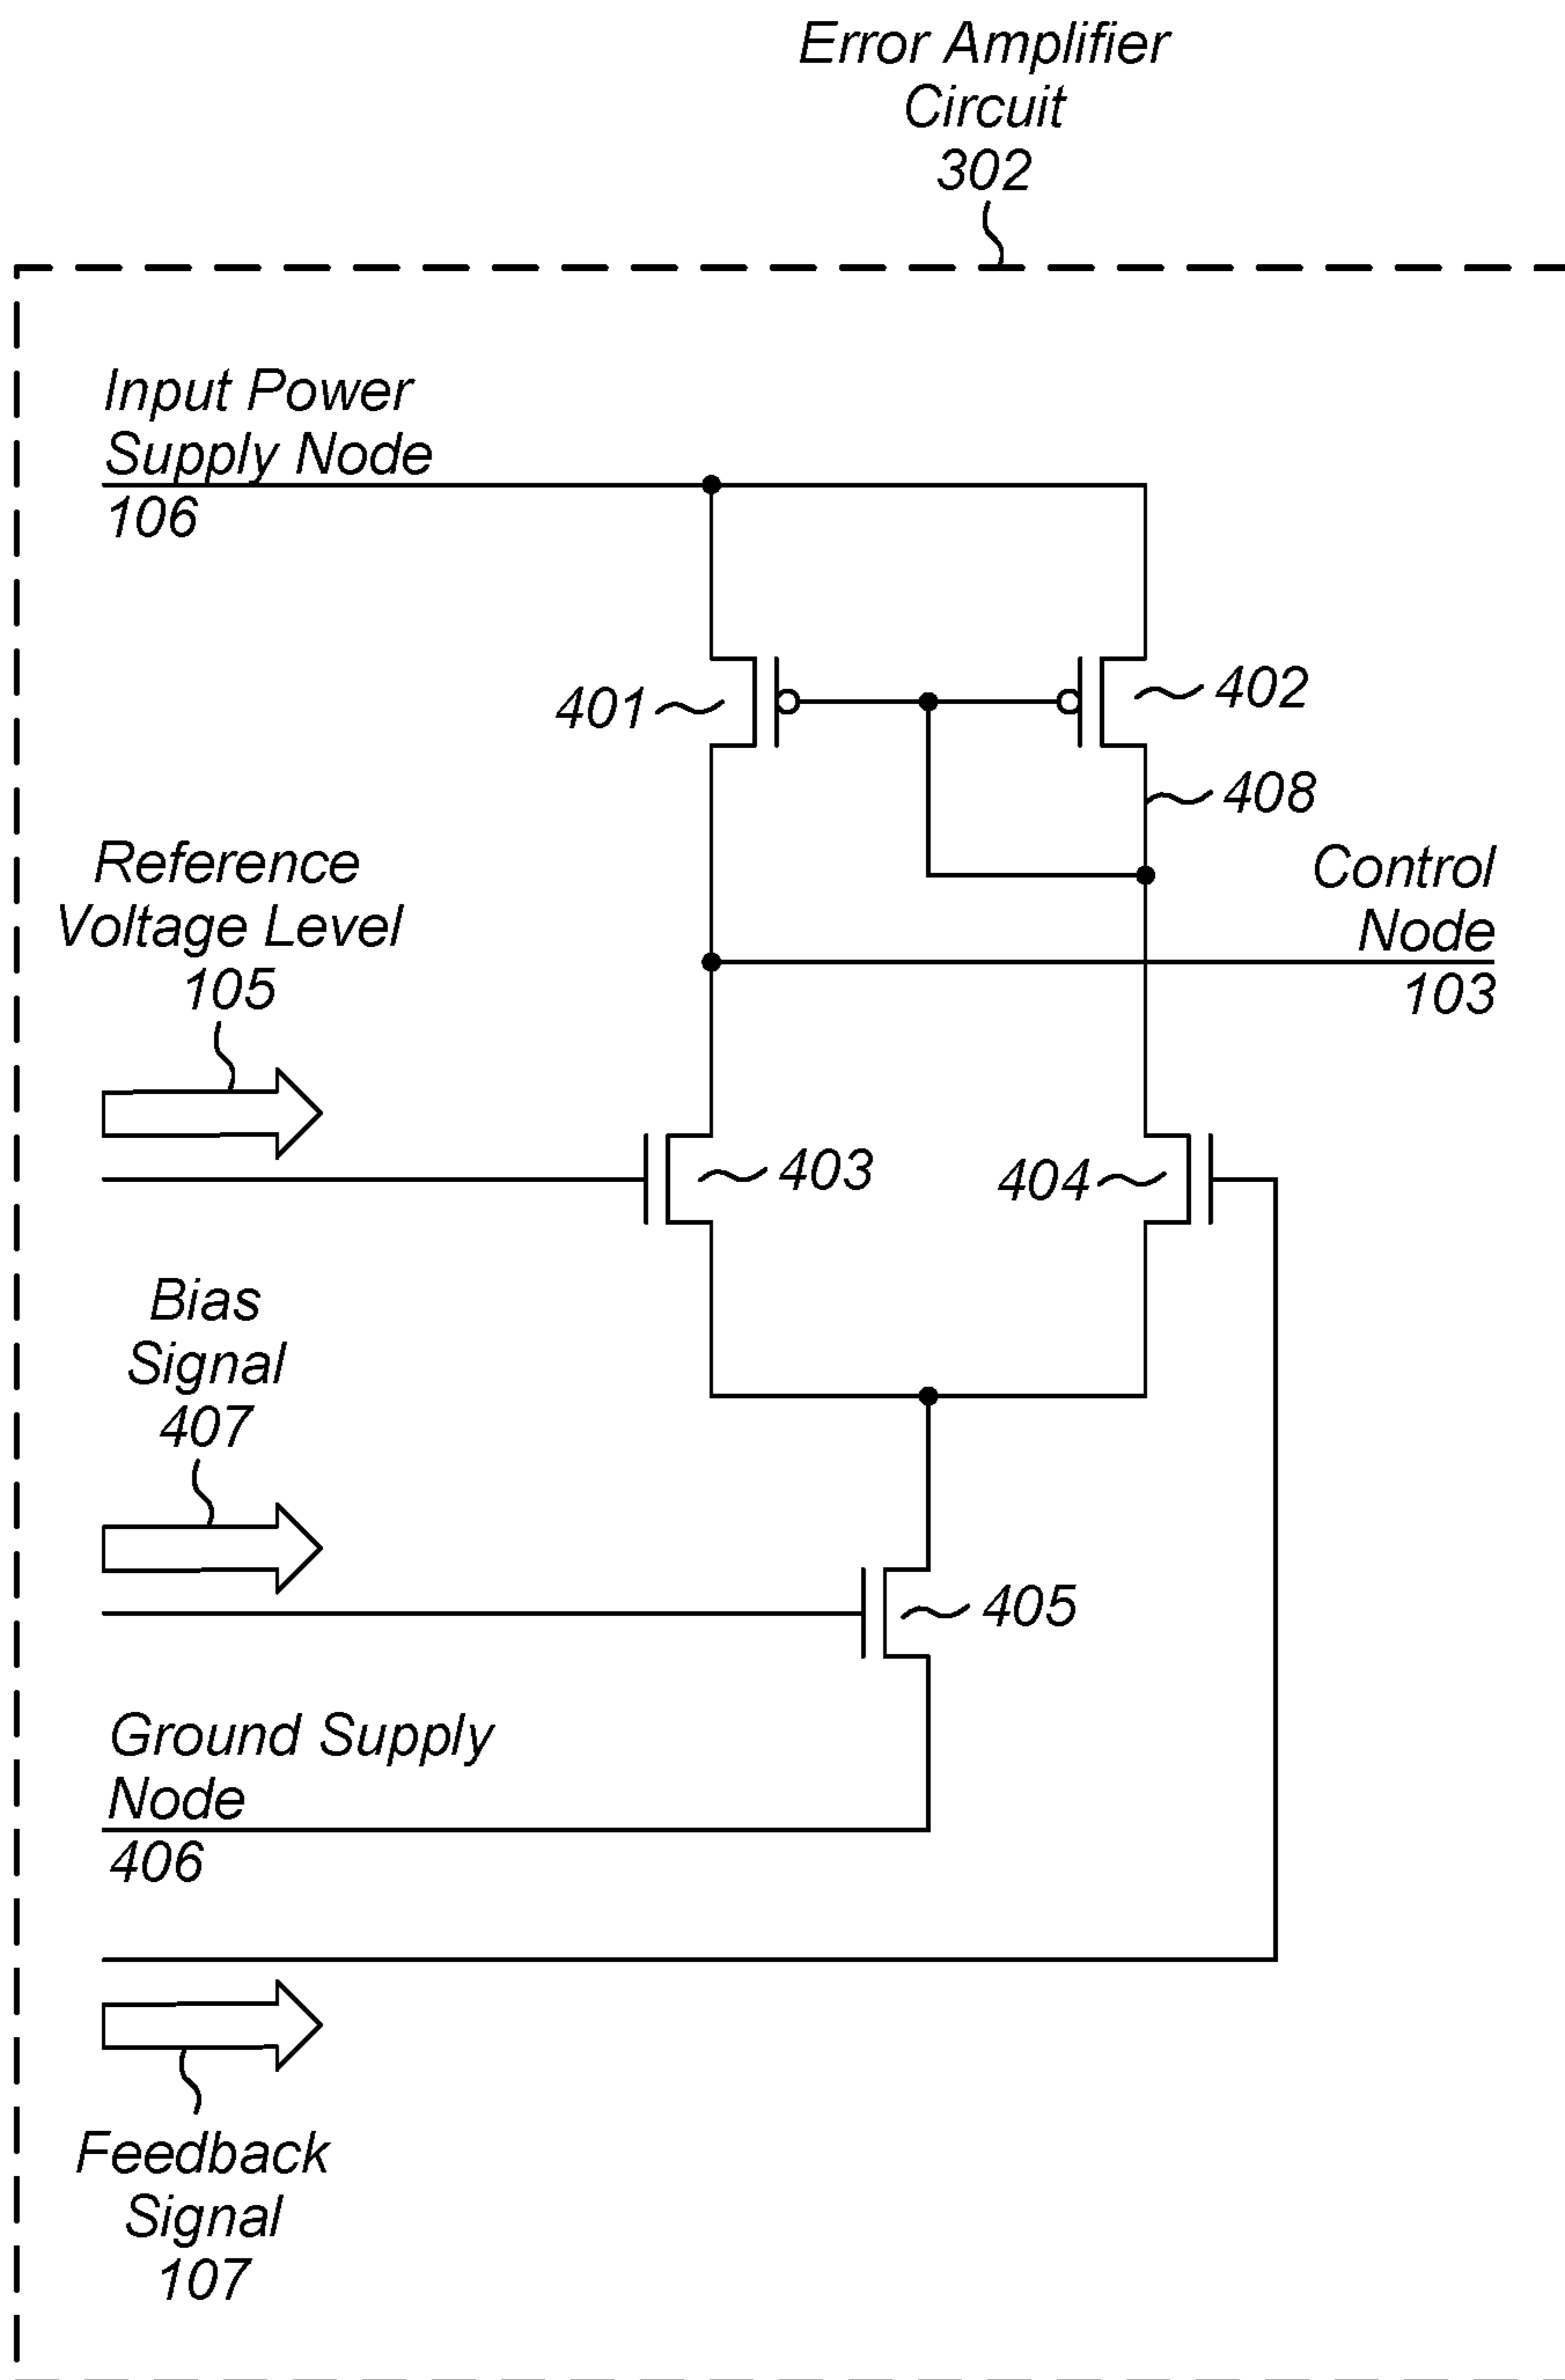 Error Amplifier
Circuit
302
Input Power
Supply Node
106
401
402
408
Reference
Voltage Level
105
Control
Node
103
403
404
Bias
Signal
407
405
Ground Supply
Node
406
Feedback
Signal
107